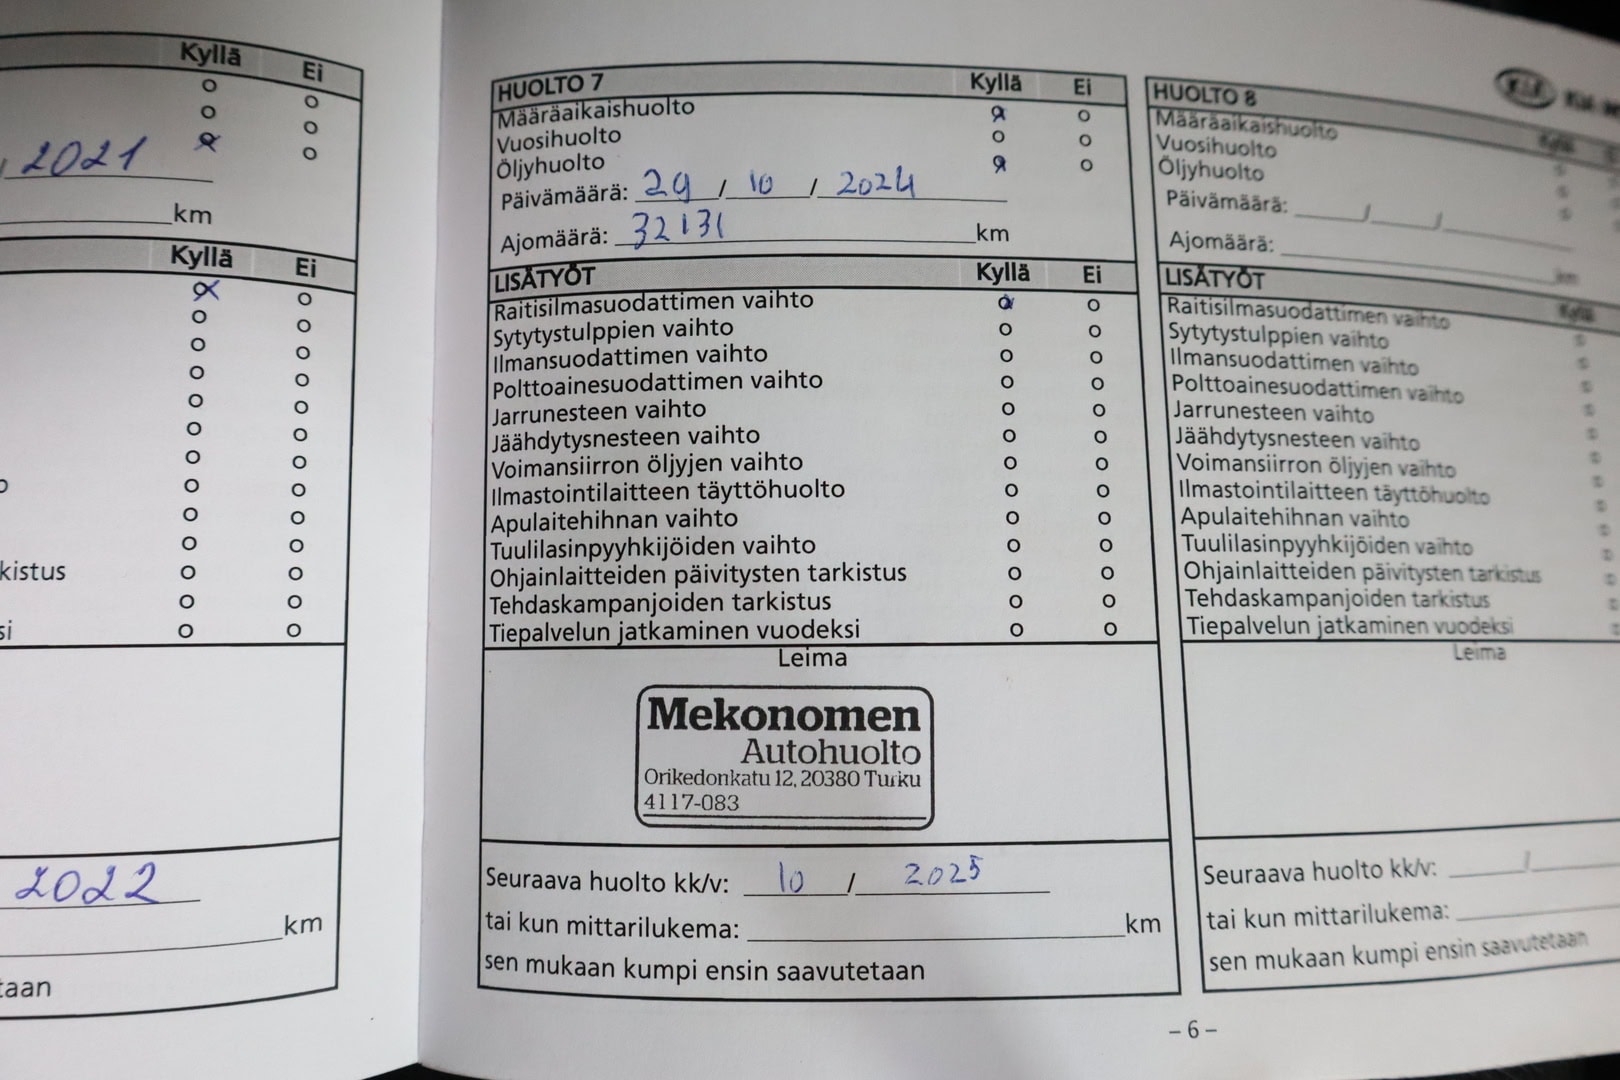 Kyllä Ei
2021
km
Kyllä Ei
kistus
si
2022
km
taan
HUOLTO 7 Kyllä Ei
Määräaikaishuolto
Vuosihuolto
Öljyhuolto
Päivämäärä: 29 / 10 / 2024
Ajomäärä: 32131 km
LISÄTYÖT Kyllä Ei
Raitisilmasuodattimen vaihto
Sytytystulppien vaihto
Ilmansuodattimen vaihto
Polttoainesuodattimen vaihto
Jarrunesteen vaihto
Jäähdytysnesteen vaihto
Voimansiirron öljyjen vaihto
Ilmastointilaitteen täyttöhuolto
Apulaitehihnan vaihto
Tuulilasinpyyhkijöiden vaihto
Ohjainlaitteiden päivitysten tarkistus
Tehdaskampanjoiden tarkistus
Tiepalvelun jatkaminen vuodeksi
Leima
Mekonomen
Autohuolto
Orikedonkatu 12, 20380 Turku
4117-083
Seuraava huolto kk/v: 10 / 2025
tai kun mittarilukema: km
sen mukaan kumpi ensin saavutetaan
KIA
HUOLTO 8
Määräaikaishuolto Kyllä
Vuosihuolto
Öljyhuolto
Päivämäärä: / /
Ajomäärä: km
LISÄTYÖT Kyllä
Raitisilmasuodattimen vaihto
Sytytystulppien vaihto
Ilmansuodattimen vaihto
Polttoainesuodattimen vaihto
Jarrunesteen vaihto
Jäähdytysnesteen vaihto
Voimansiirron öljyjen vaihto
Ilmastointilaitteen täyttöhuolto
Apulaitehihnan vaihto
Tuulilasinpyyhkijöiden vaihto
Ohjainlaitteiden päivitysten tarkistus
Tehdaskampanjoiden tarkistus
Tiepalvelun jatkaminen vuodeksi
Leima
Seuraava huolto kk/v: /
tai kun mittarilukema:
sen mukaan kumpi ensin saavutetaan
– 6 –